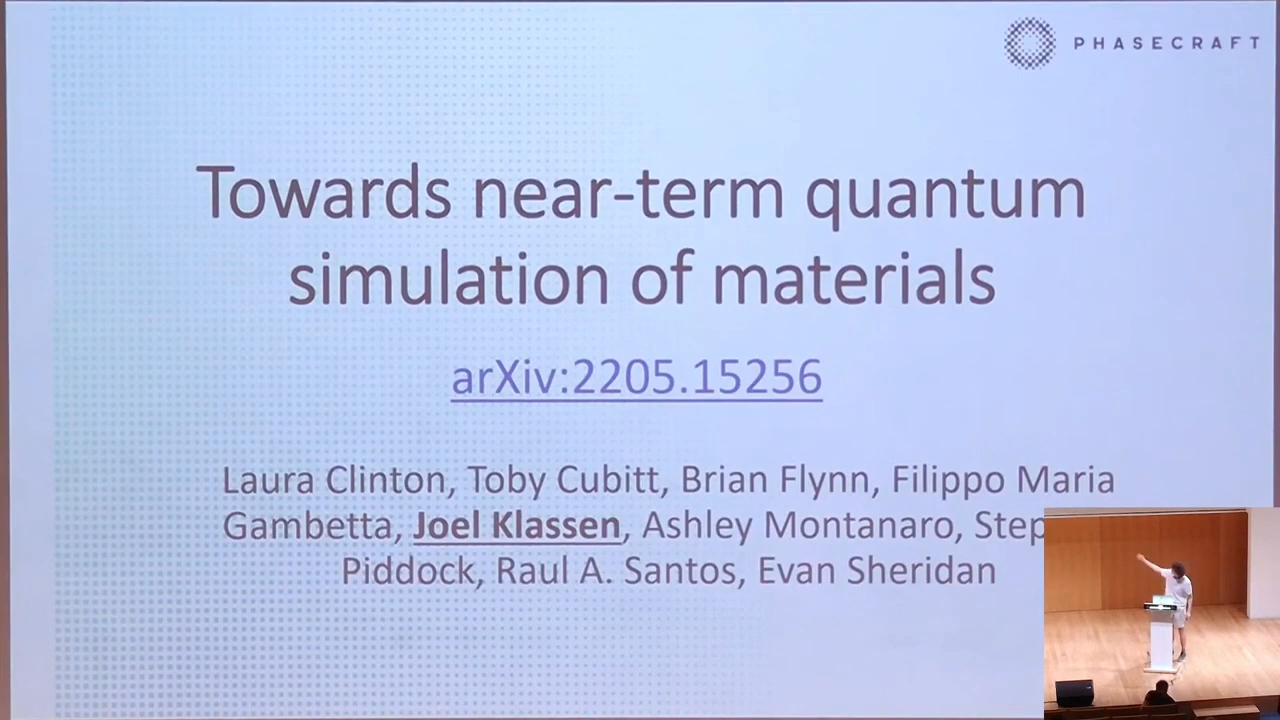 PHASECRAFT
Towards near-term quantum
simulation of materials
arXiv:2205.15256
Laura Clinton, Toby Cubitt, Brian Flynn, Filippo Maria
Gambetta, Joel Klassen, Ashley Montanaro,
Piddock, Raul A. Santos, Evan Sheridan